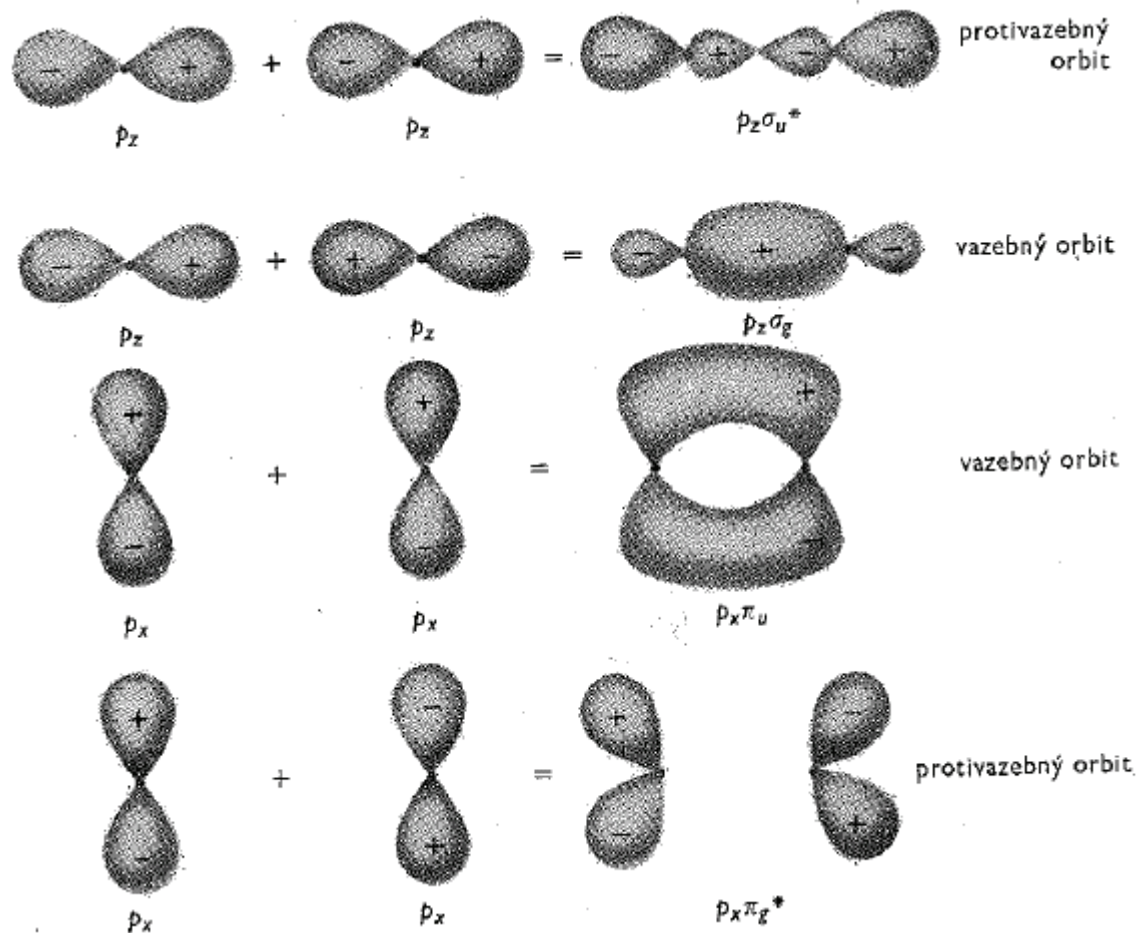 − + + − + = − + − + protivazebný
orbit
p_z p_z p_zσ_u*
− + + + − = − + − vazebný orbit
p_z p_z p_zσ_g
+ + + = + vazebný orbit
− − −
p_x p_x p_xπ_u
+ + − = + − protivazebný orbit
− + − +
p_x p_x p_xπ_g*